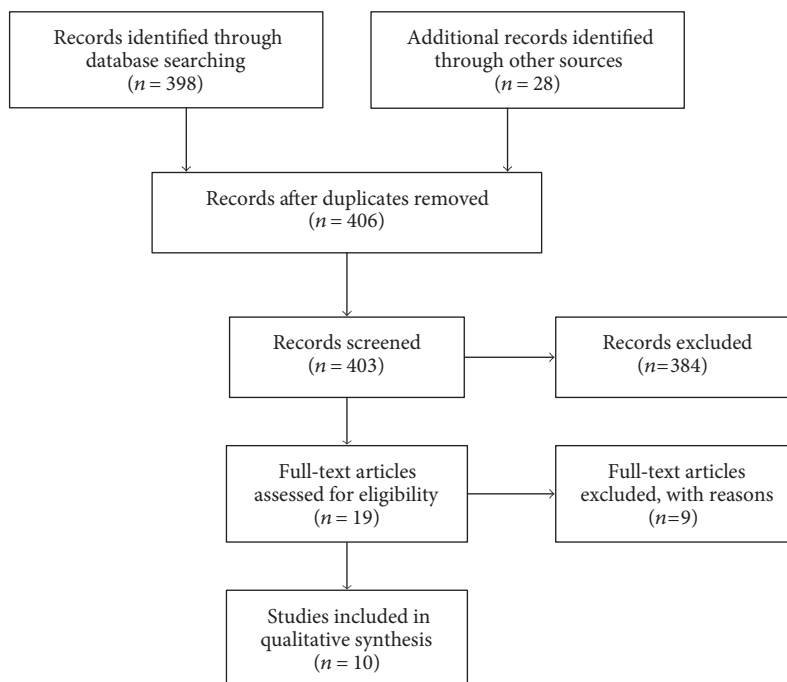 Records identified through
database searching
(n = 398)
Additional records identified
through other sources
(n = 28)
Records after duplicates removed
(n = 406)
Records screened
(n = 403)
Records excluded
(n=384)
Full-text articles
assessed for eligibility
(n = 19)
Full-text articles
excluded, with reasons
(n=9)
Studies included in
qualitative synthesis
(n = 10)